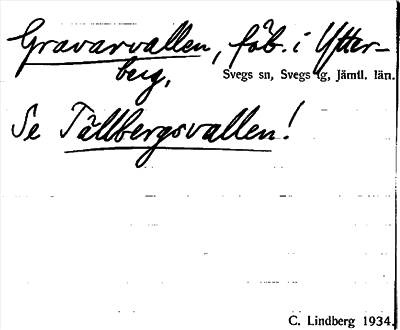 Gravarvallen, fäb. i Ytter-
berg,
Svegs sn, Svegs tg, Jämtl. län.
Se Tällbergsvallen!
C. Lindberg 1934.